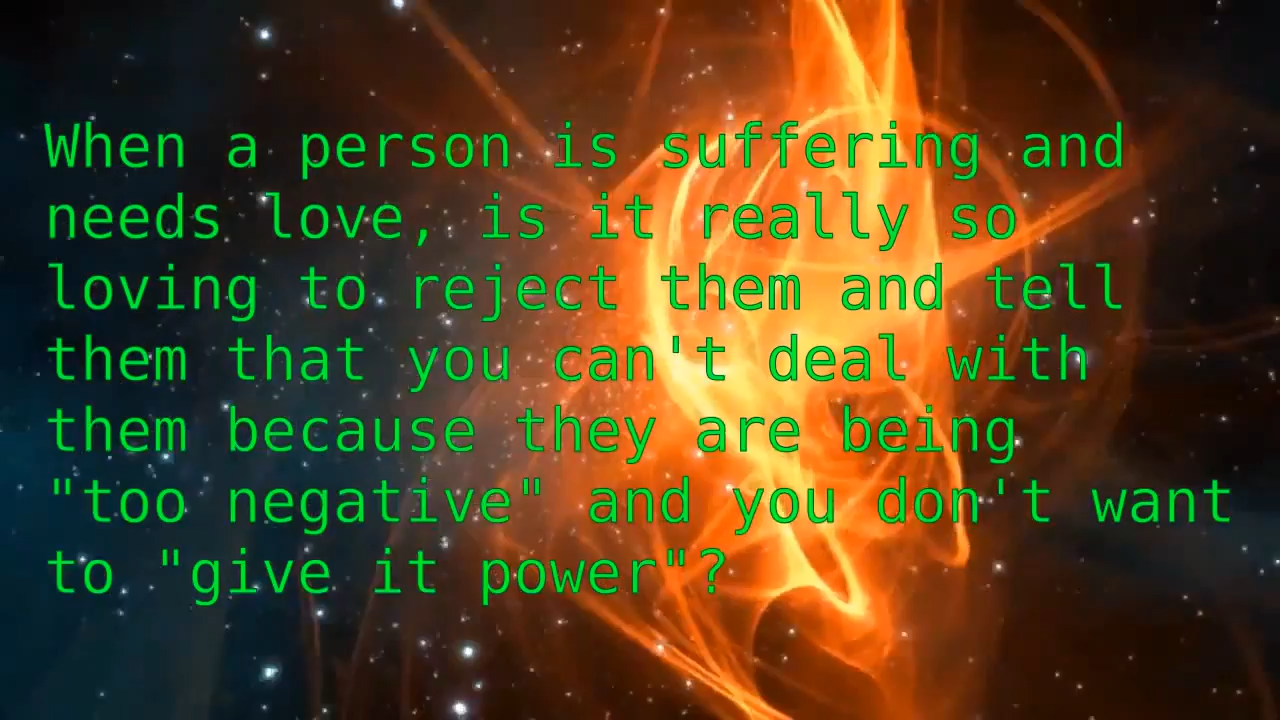 When a person is suffering and
needs love, is it really so
loving to reject them and tell
them that you can't deal with
them because they are being
"too negative" and you don't want
to "give it power"?